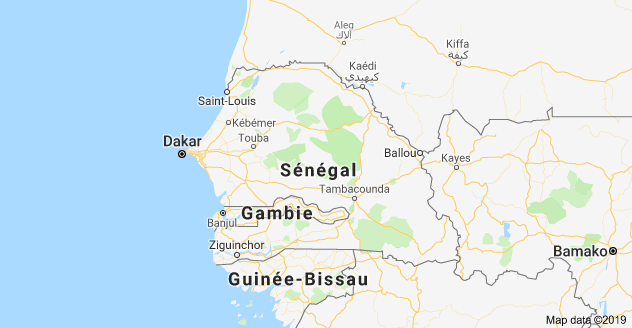 Aleg
ألاك
Kiffa
كيفة
Kaédi
كيهيدي
Saint-Louis
Kébémer
Touba
Dakar
Ballou
Kayes
Sénégal
Tambacounda
Gambie
Banjul
Ziguinchor
Bamako
Guinée-Bissau
Map data ©2019